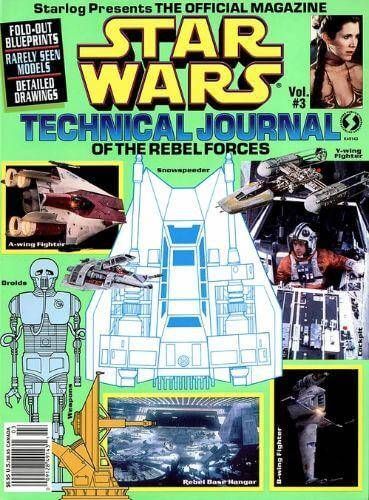 Starlog Presents THE OFFICIAL MAGAZINE
FOLD-OUT
BLUEPRINTS
RARELY SEEN
MODELS
DETAILED
DRAWINGS
STAR
WARS®
Vol.
#3
TECHNICAL JOURNAL
OF THE REBEL FORCES
Snowspeeder
Y-wing
Fighter
A-wing Fighter
Droids
Cockpit
Weapons
Rebel Base Hangar
B-wing Fighter